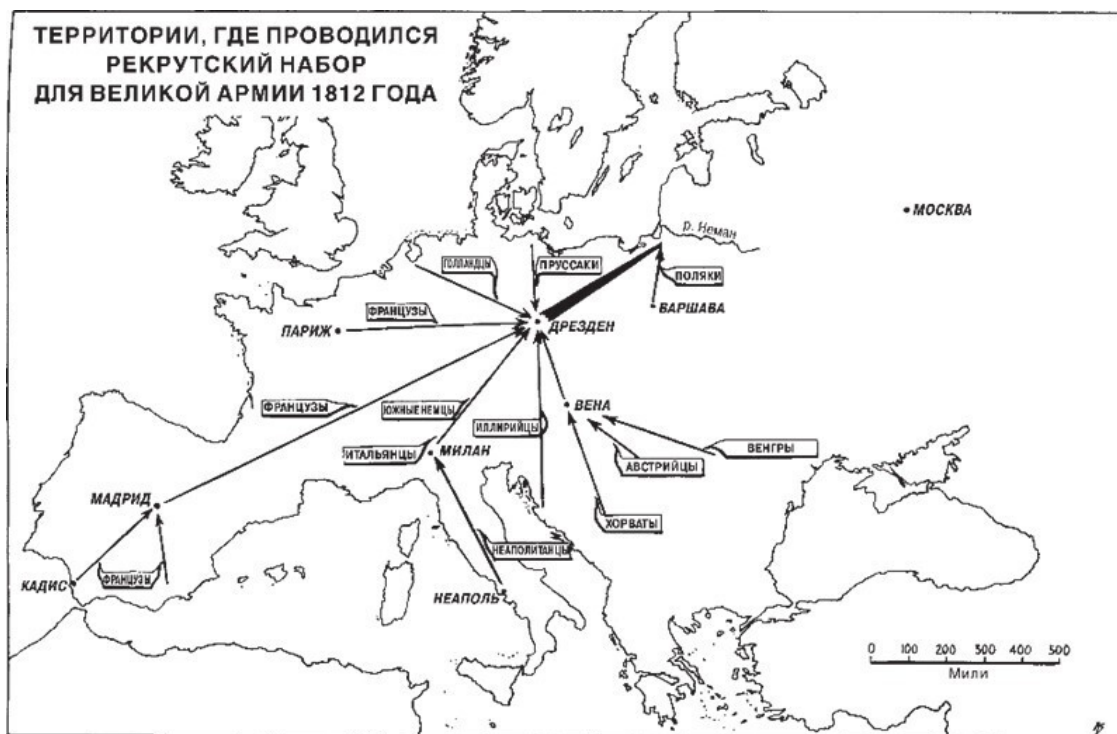 ТЕРРИТОРИИ, ГДЕ ПРОВОДИЛСЯ
РЕКРУТСКИЙ НАБОР
ДЛЯ ВЕЛИКОЙ АРМИИ 1812 ГОДА
МОСКВА
р. Неман
ГОЛЛАНДЦЫ
ПРУССАКИ
ПОЛЯКИ
ВАРШАВА
ФРАНЦУЗЫ
ПАРИЖ
ДРЕЗДЕН
ФРАНЦУЗЫ
ЮЖНЫЕ НЕМЦЫ
ВЕНА
ИЛЛИРИЙЦЫ
ИТАЛЬЯНЦЫ
МИЛАН
ВЕНГРЫ
АВСТРИЙЦЫ
МАДРИД
ХОРВАТЫ
НЕАПОЛИТАНЦЫ
КАДИС
ФРАНЦУЗЫ
НЕАПОЛЬ
0 100 200 300 400 500
Мили